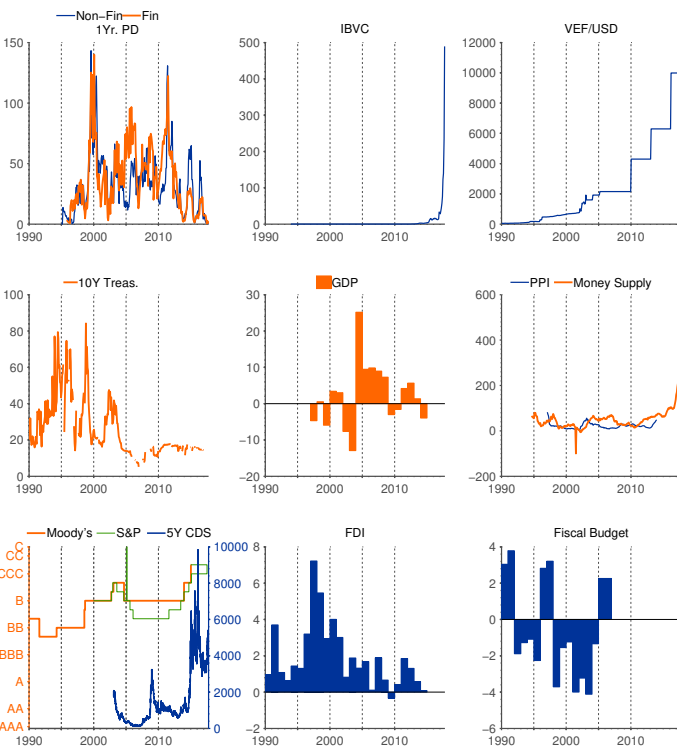 Non−Fin Fin
1Yr. PD
IBVC
VEF/USD
150
100
50
0
1990 2000 2010
500
400
300
200
100
0
1990 2000 2010
12000
10000
8000
6000
4000
2000
0
1990 2000 2010
10Y Treas.
GDP
PPI Money Supply
100
80
60
40
20
0
1990 2000 2010
30
20
10
0
−10
−20
1990 2000 2010
600
400
200
0
−200
1990 2000 2010
Moody's S&P 5Y CDS
FDI
Fiscal Budget
C
CC
CCC
B
BB
BBB
A
AA
AAA
10000
8000
6000
4000
2000
0
1990 2000 2010
8
6
4
2
0
−2
1990 2000 2010
4
2
0
−2
−4
−6
1990 2000 2010